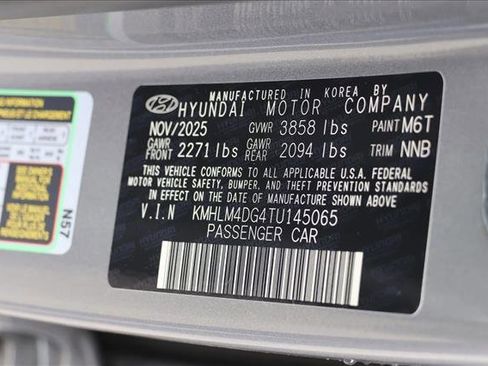 MANUFACTURED IN KOREA BY
HYUNDAI MOTOR COMPANY
NOV/2025 GVWR 3858 lbs PAINT M6T
GAWR FRONT 2271 lbs GAWR REAR 2094 lbs TRIM NNB
THIS VEHICLE CONFORMS TO ALL APPLICABLE U.S.A. FEDERAL
MOTOR VEHICLE SAFETY, BUMPER, AND THEFT PREVENTION STANDARDS
IN EFFECT ON THE DATE OF MANUFACTURE SHOWN ABOVE.
V.I.N KMHLM4DG4TU145065
PASSENGER CAR
N57